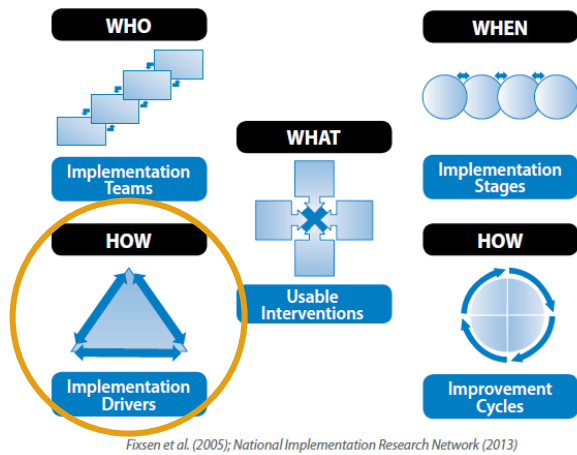 WHO
Implementation
Teams
WHEN
Implementation
Stages
WHAT
Usable
Interventions
HOW
Implementation
Drivers
HOW
Improvement
Cycles
Fixsen et al. (2005); National Implementation Research Network (2013)